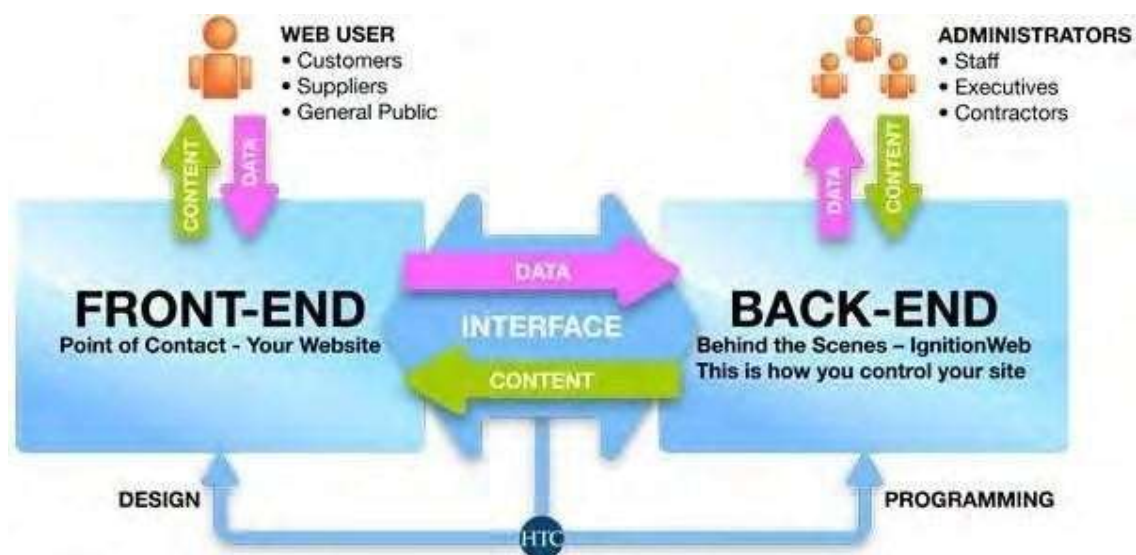 WEB USER
• Customers
• Suppliers
• General Public
ADMINISTRATORS
• Staff
• Executives
• Contractors
CONTENT
DATA
DATA
CONTENT
FRONT-END
Point of Contact - Your Website
DATA
INTERFACE
CONTENT
BACK-END
Behind the Scenes – IgnitionWeb
This is how you control your site
DESIGN
PROGRAMMING
HTC